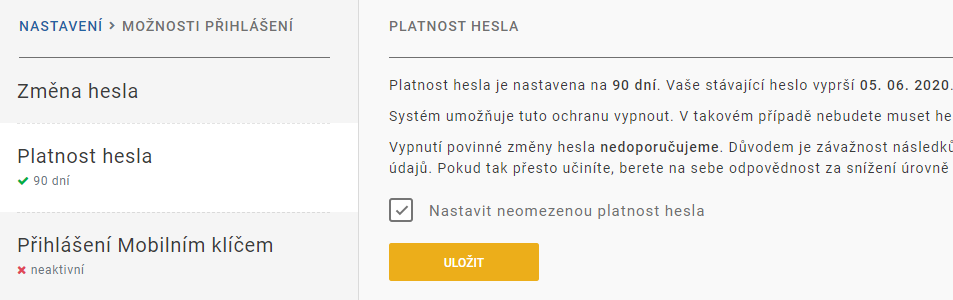 NASTAVENÍ > MOŽNOSTI PŘIHLÁŠENÍ
Změna hesla
Platnost hesla
90 dní
Přihlášení Mobilním klíčem
neaktivní
PLATNOST HESLA
Platnost hesla je nastavena na 90 dní. Vaše stávající heslo vyprší 05. 06. 2020.
Systém umožňuje tuto ochranu vypnout. V takovém případě nebudete muset he
Vypnutí povinné změny hesla nedoporučujeme. Důvodem je závažnost následků
údajů. Pokud tak přesto učiníte, berete na sebe odpovědnost za snížení úrovně
Nastavit neomezenou platnost hesla
ULOŽIT